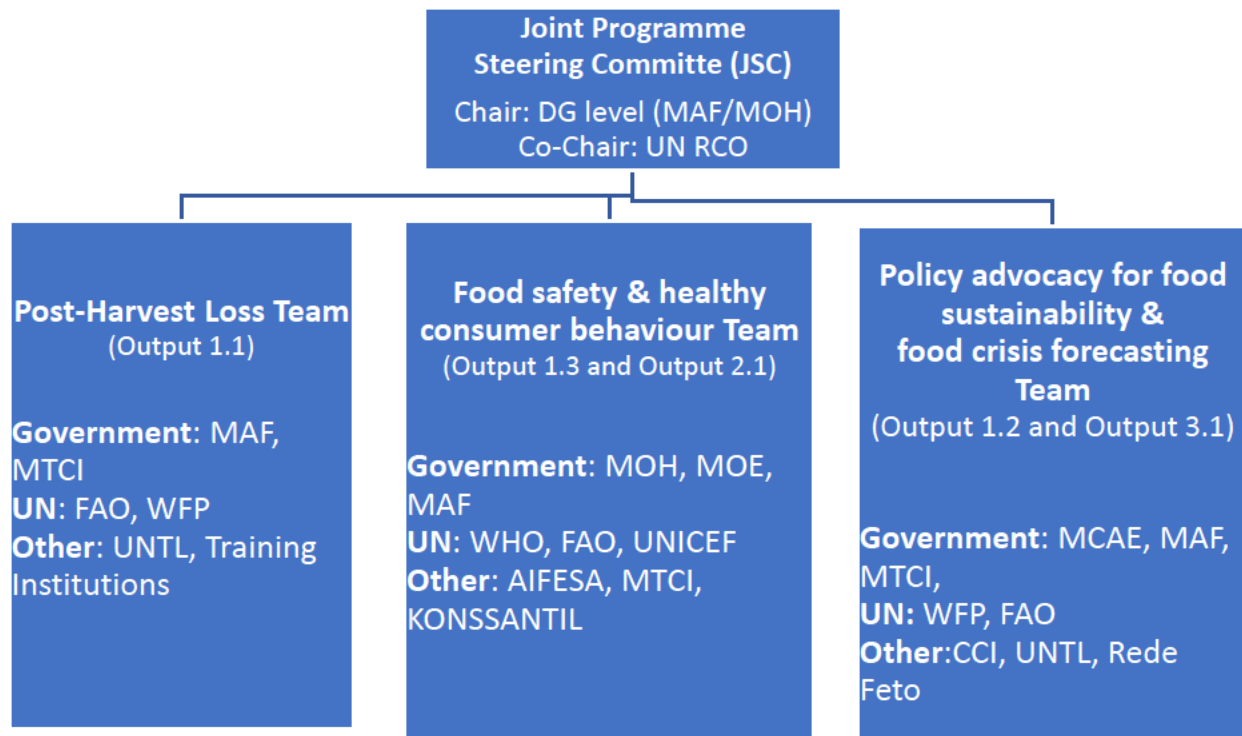 Joint Programme
Steering Committe (JSC)
Chair: DG level (MAF/MOH)
Co-Chair: UN RCO
Post-Harvest Loss Team
(Output 1.1)
Government: MAF,
MTCI
UN: FAO, WFP
Other: UNTL, Training
Institutions
Food safety & healthy
consumer behaviour Team
(Output 1.3 and Output 2.1)
Government: MOH, MOE,
MAF
UN: WHO, FAO, UNICEF
Other: AIFESA, MTCI,
KONSSANTIL
Policy advocacy for food
sustainability &
food crisis forecasting
Team
(Output 1.2 and Output 3.1)
Government: MCAE, MAF,
MTCI,
UN: WFP, FAO
Other:CCI, UNTL, Rede
Feto